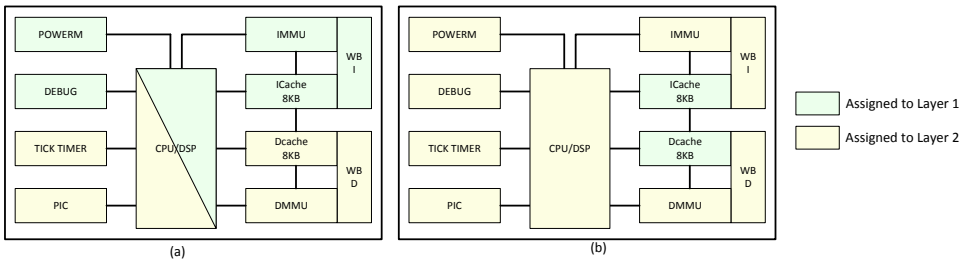 POWERM
IMMU
WB
I
DEBUG
ICache
8KB
TICK TIMER
CPU/DSP
Dcache
8KB
WB
D
PIC
DMMU
(a)
POWERM
IMMU
WB
I
DEBUG
ICache
8KB
TICK TIMER
CPU/DSP
Dcache
8KB
WB
D
PIC
DMMU
(b)
Assigned to Layer 1
Assigned to Layer 2